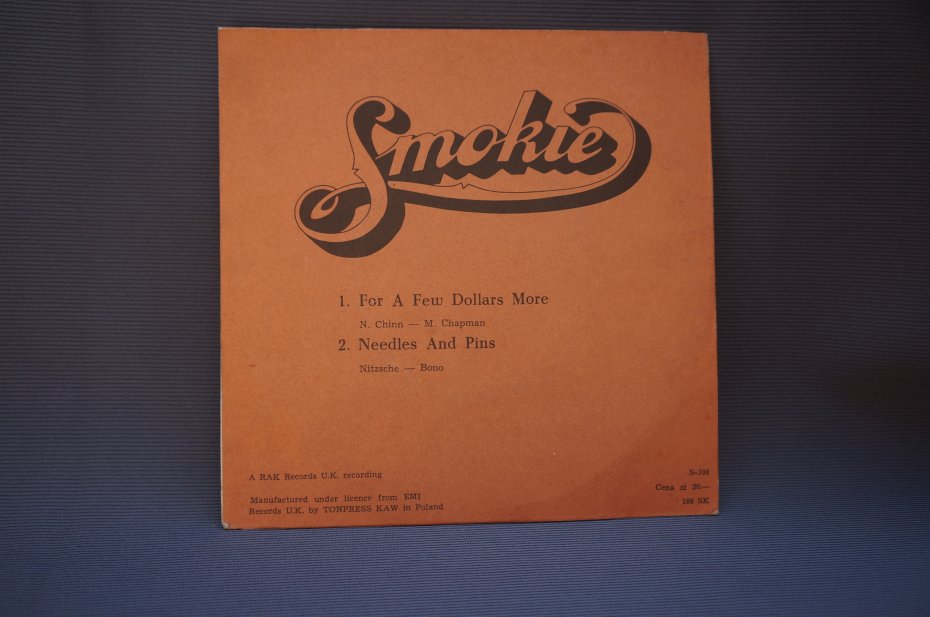 Smokie
1. For A Few Dollars More
N. Chinn — M. Chapman
2. Needles And Pins
Nitzsche — Bono
A RAK Records U.K. recording
Manufactured under licence from EMI
Records U.K. by TONPRESS KAW in Poland
S-100
Cena zł 50,—
188 SK